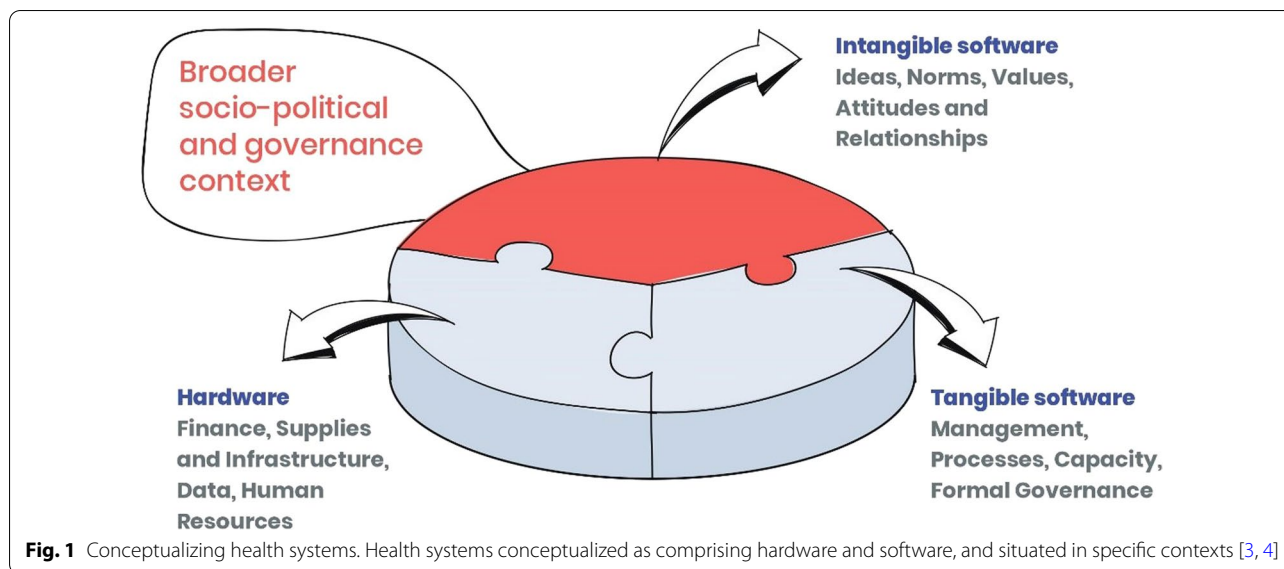 Broader
socio-political
and governance
context
Intangible software
Ideas, Norms, Values,
Attitudes and
Relationships
Hardware
Finance, Supplies
and Infrastructure,
Data, Human
Resources
Tangible software
Management,
Processes, Capacity,
Formal Governance
Fig. 1 Conceptualizing health systems. Health systems conceptualized as comprising hardware and software, and situated in specific contexts [3, 4]